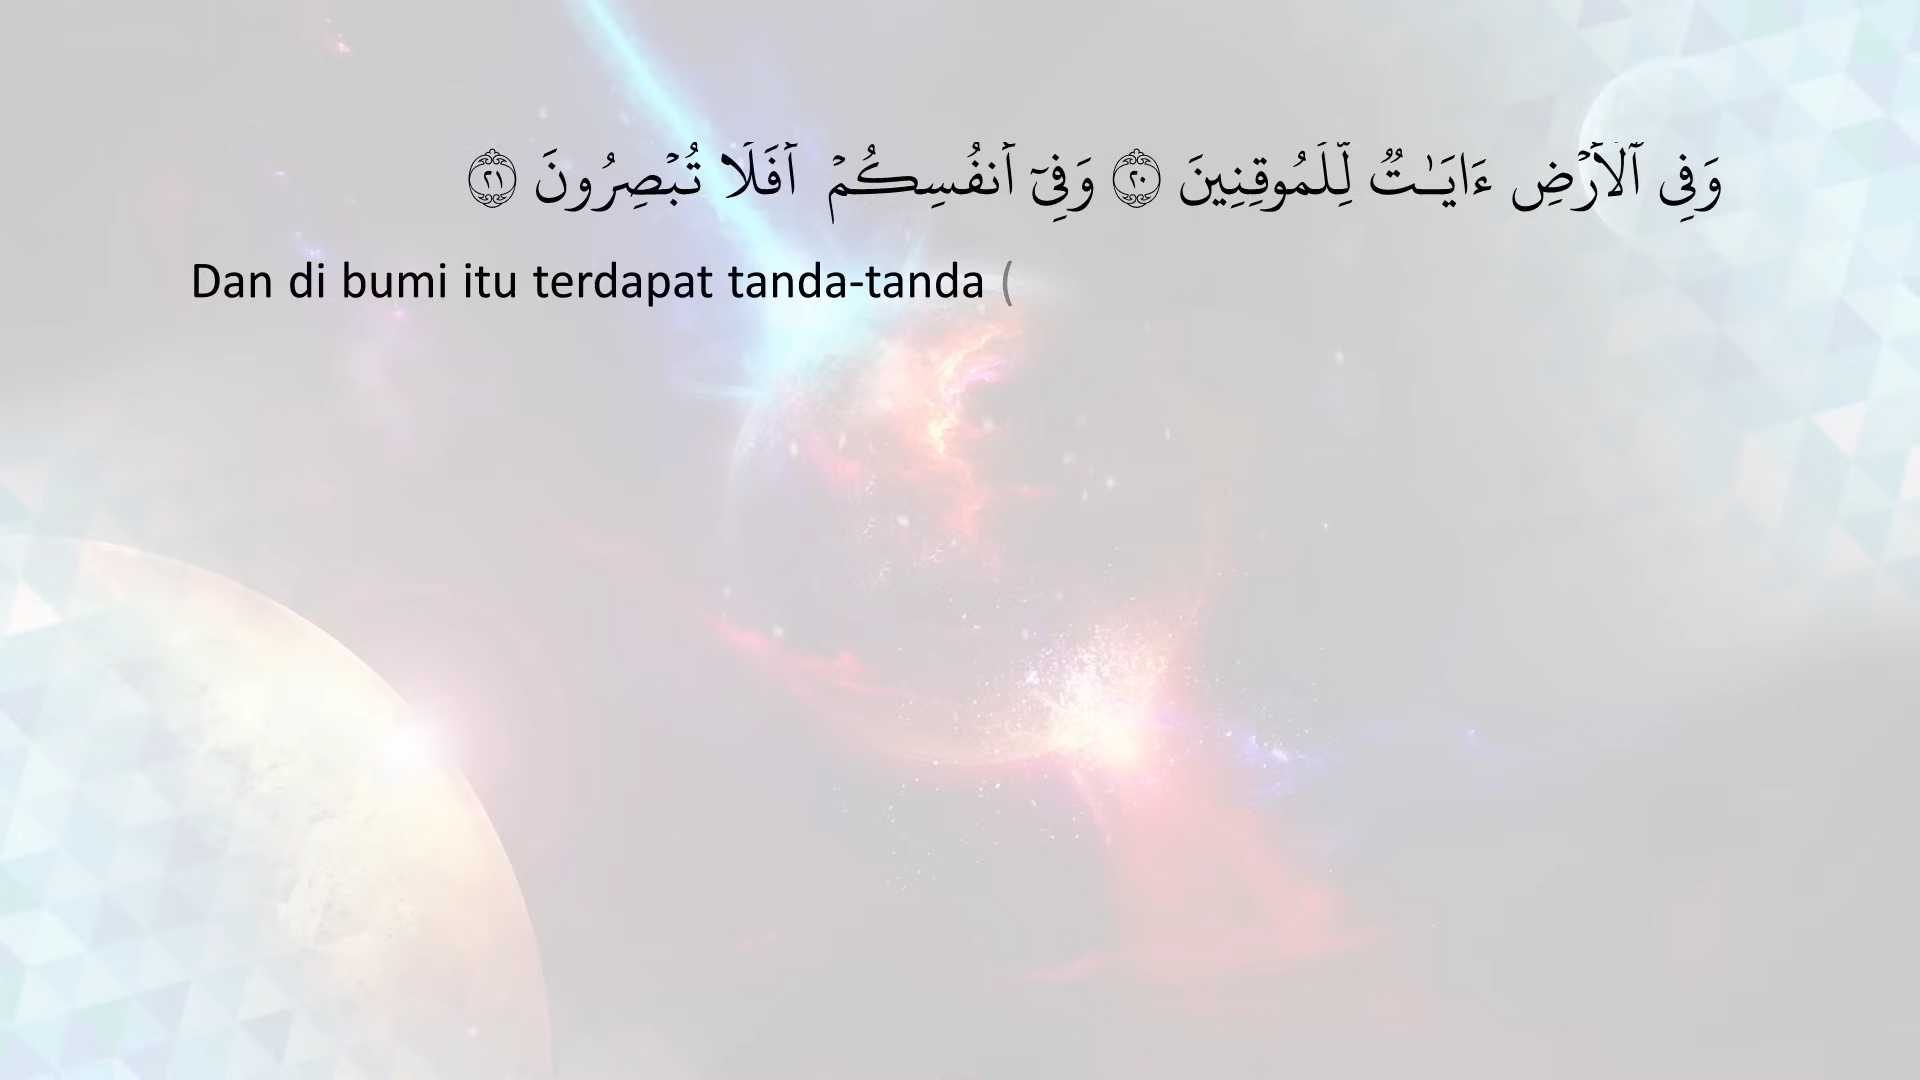 وَفِى ٱلْأَرْضِ ءَايَـٰتٌ لِّلْمُوقِنِينَ ۝٢٠ وَفِىٓ أَنفُسِكُمْ أَفَلَا تُبْصِرُونَ ۝٢١
Dan di bumi itu terdapat tanda-tanda (